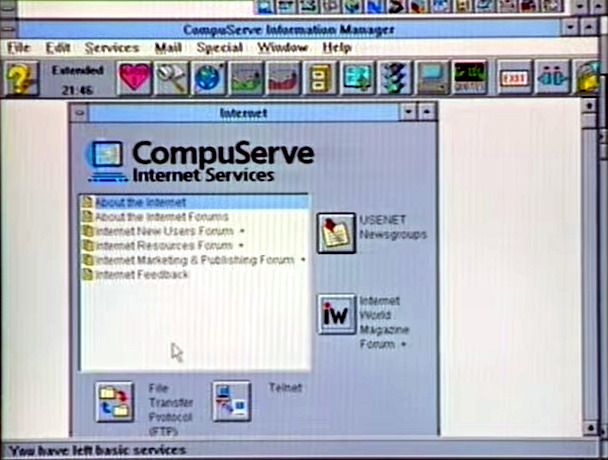 CompuServe Information Manager
File Edit Services Mail Special Window Help
Extended
21:46
EXIT
Internet
CompuServe
Internet Services
About the Internet
About the Internet Forums
Internet New Users Forum +
Internet Resources Forum +
Internet Marketing & Publishing Forum +
Internet Feedback
USENET
Newsgroups
iw
Internet
World
Magazine
Forum +
File
Transfer
Protocol
(FTP)
Telnet
You have left basic services